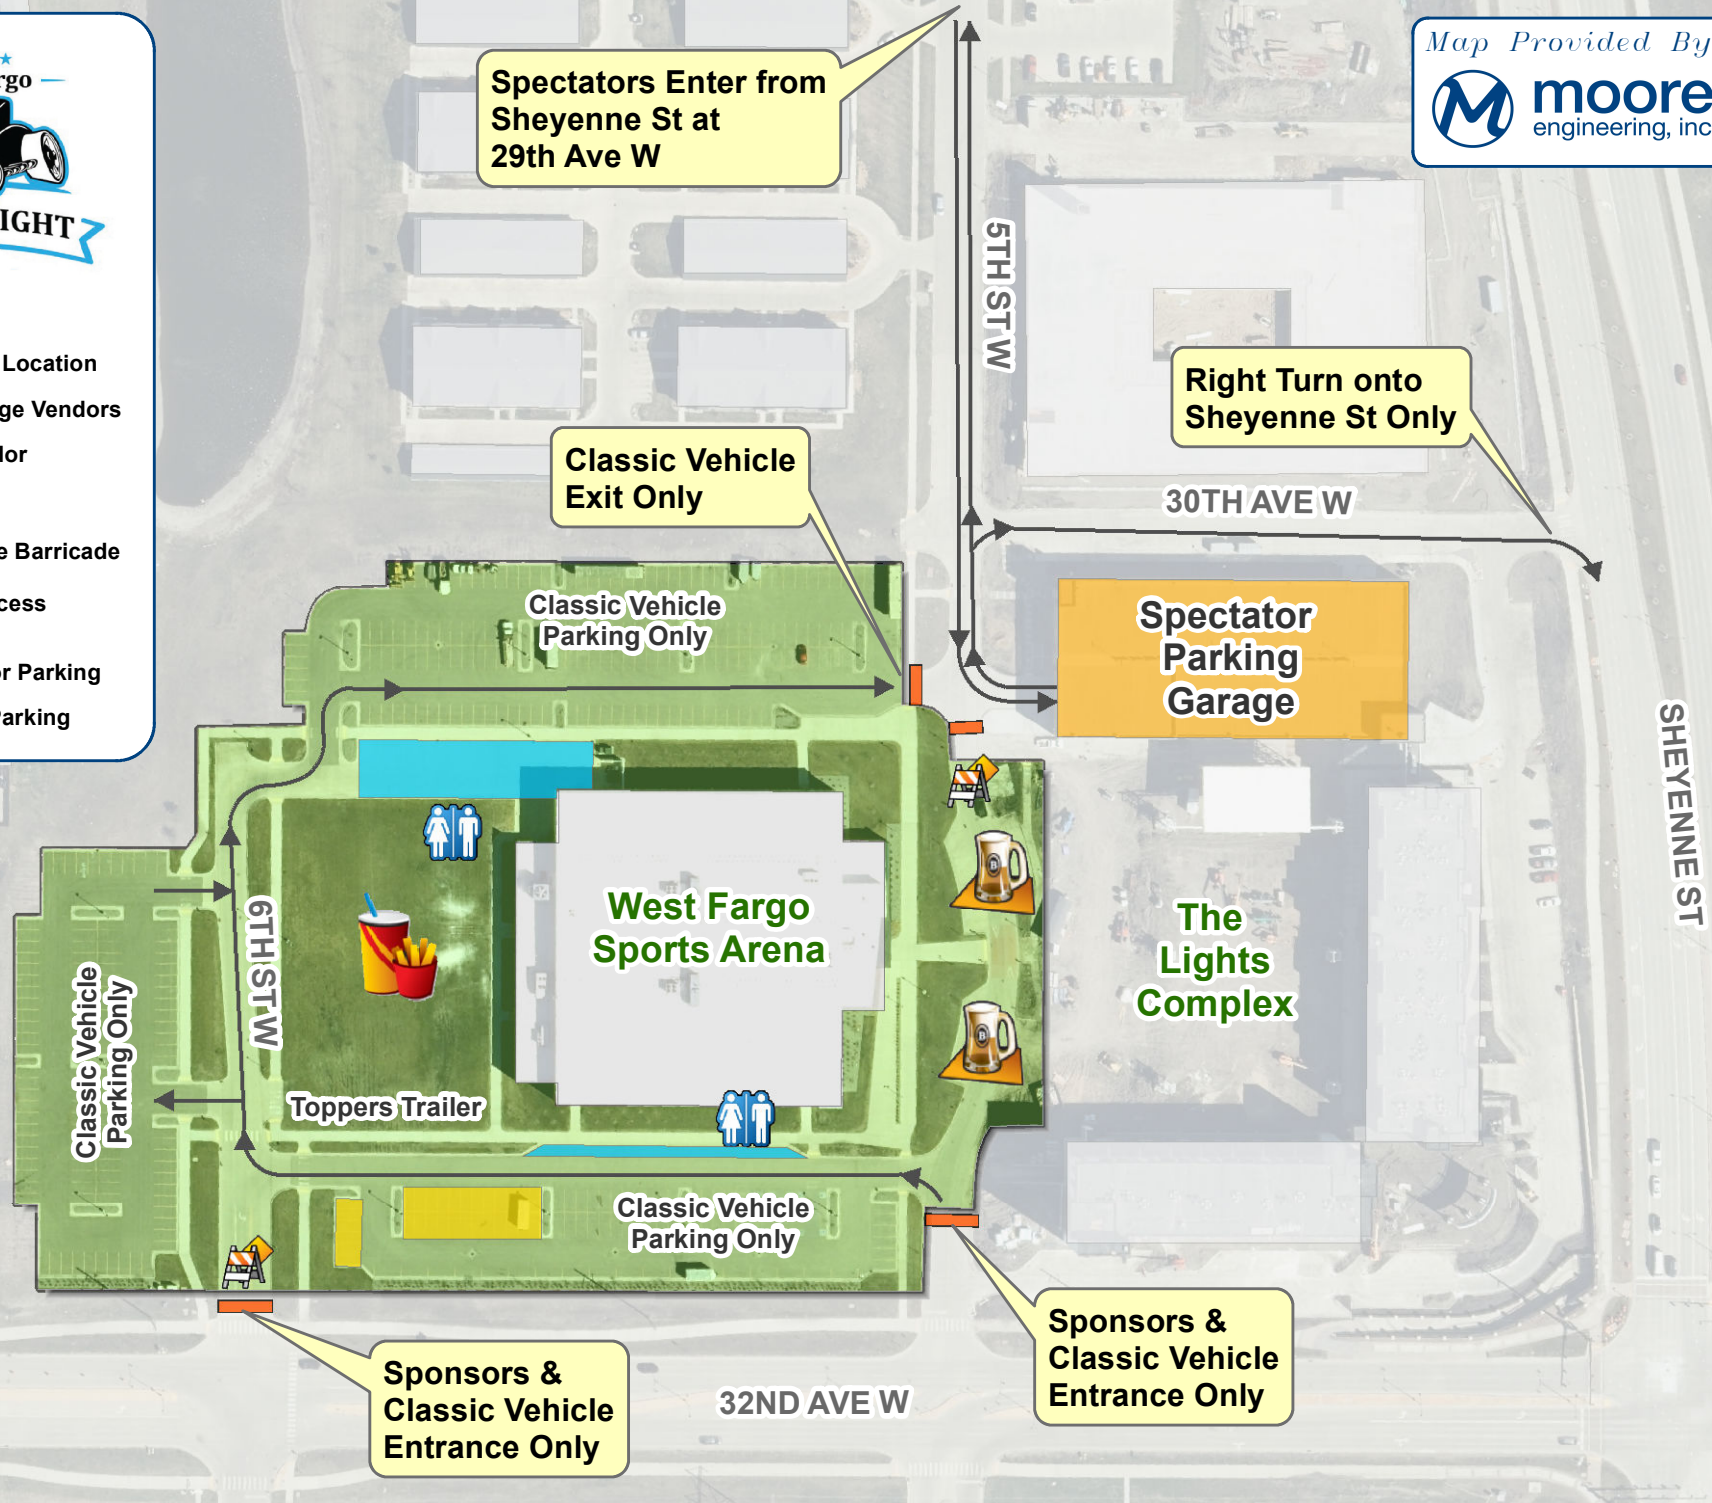 rgo
IGHT
Location
ge Vendors
lor
e Barricade
cess
or Parking
Parking
Spectators Enter from
Sheyenne St at
29th Ave W
Map Provided By
moore
engineering, inc
5TH ST W
Right Turn onto
Sheyenne St Only
Classic Vehicle
Exit Only
30TH AVE W
Classic Vehicle
Parking Only
Spectator
Parking
Garage
SHEYENNE ST
West Fargo
Sports Arena
The
Lights
Complex
6TH ST W
Classic Vehicle
Parking Only
Toppers Trailer
Classic Vehicle
Parking Only
Sponsors &
Classic Vehicle
Entrance Only
Sponsors &
Classic Vehicle
Entrance Only
32ND AVE W